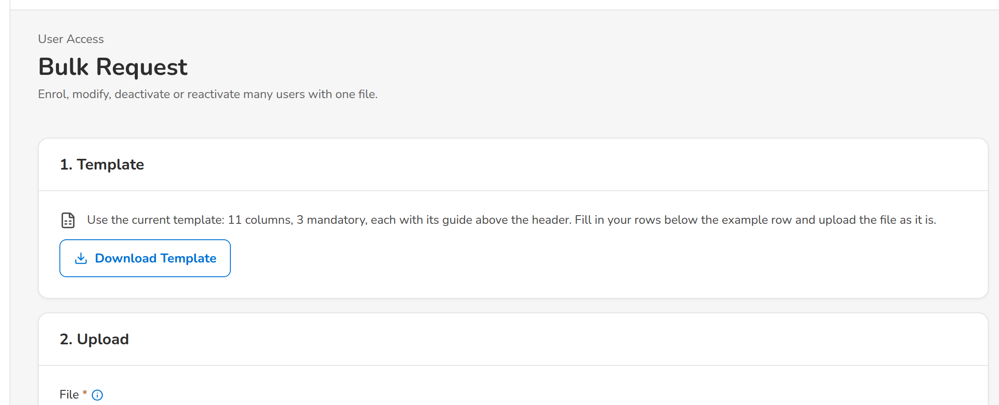 User Access
Bulk Request
Enrol, modify, deactivate or reactivate many users with one file.
1. Template
Use the current template: 11 columns, 3 mandatory, each with its guide above the header. Fill in your rows below the example row and upload the file as it is.
Download Template
2. Upload
File *